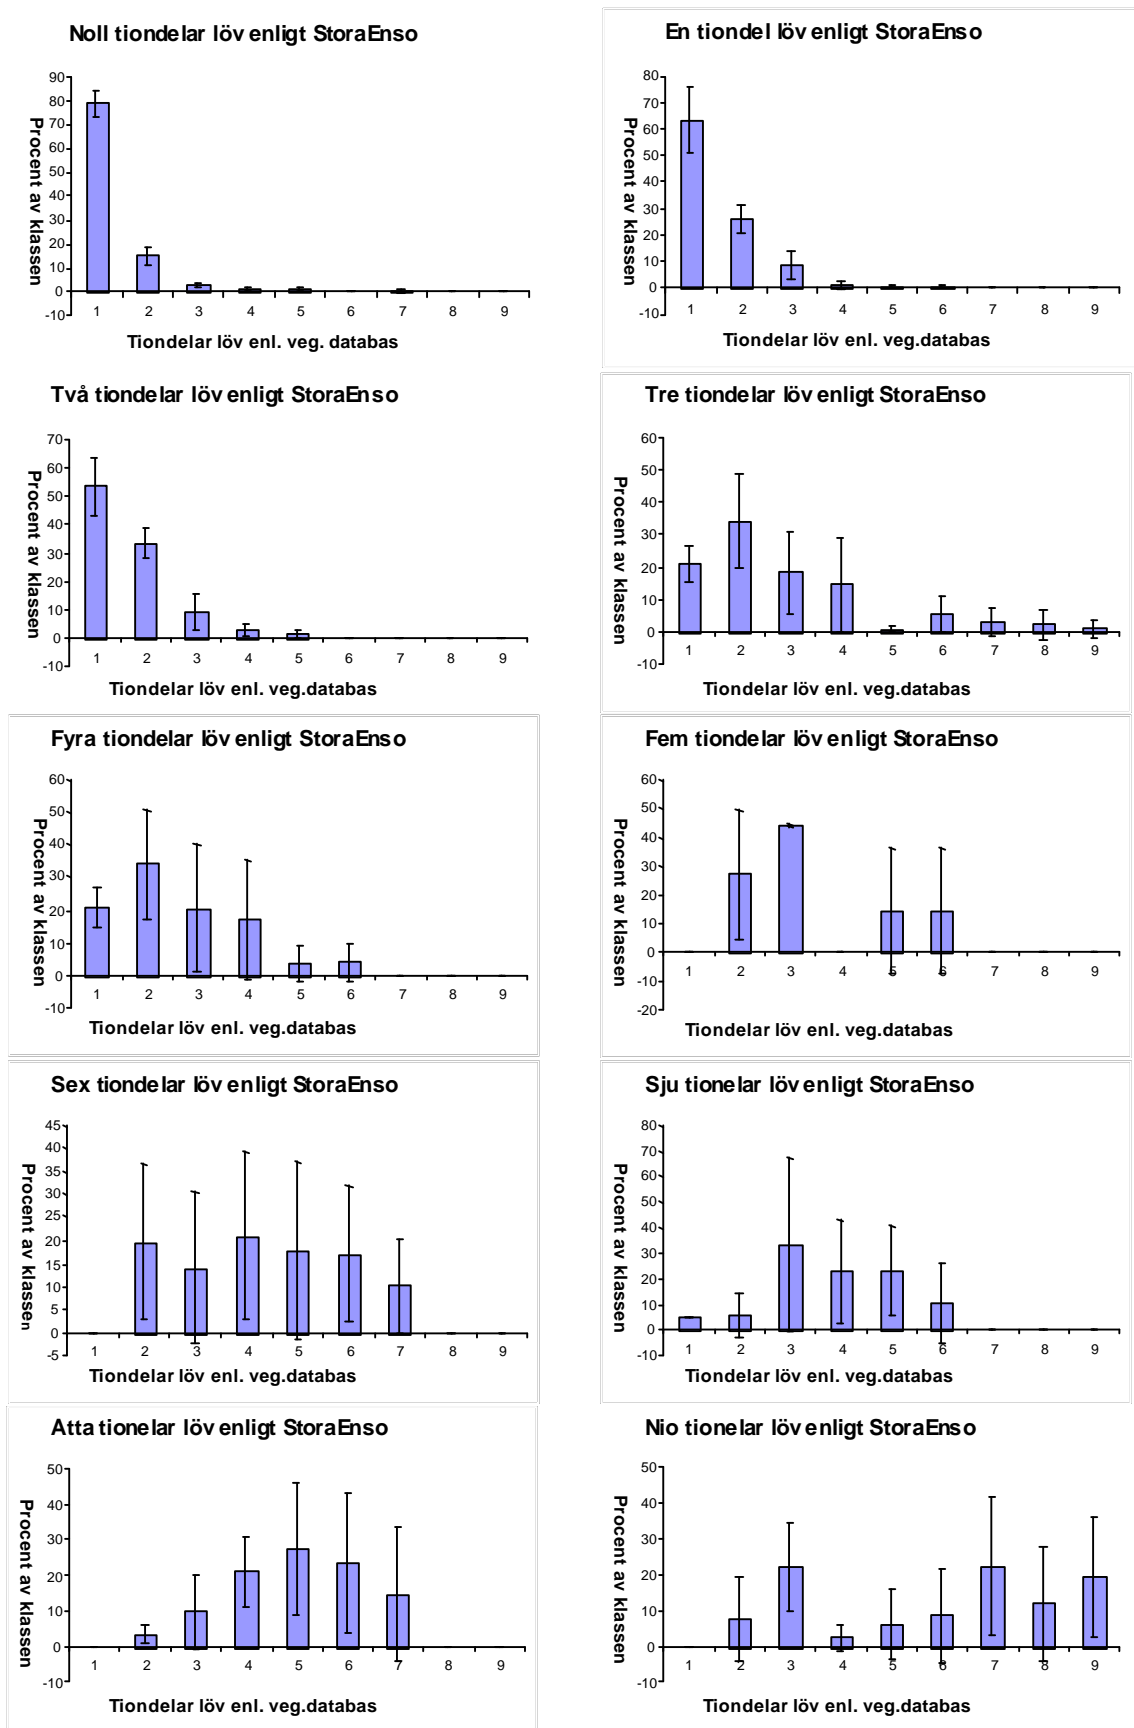 Noll tiondelar löv enligt StoraEnso
90
80
70
60
50
40
30
20
10
0
-10
Procent av klassen
1 2 3 4 5 6 7 8 9
Tiondelar löv enl. veg. databas
En tiondel löv enligt StoraEnso
80
70
60
50
40
30
20
10
0
-10
Procent av klassen
1 2 3 4 5 6 7 8 9
Tiondelar löv enl. veg.databas
Två tiondelar löv enligt StoraEnso
70
60
50
40
30
20
10
0
-10
Procent av klassen
1 2 3 4 5 6 7 8 9
Tiondelar löv enl. veg.databas
Tre tiondelar löv enligt StoraEnso
60
50
40
30
20
10
0
-10
Procent av klassen
1 2 3 4 5 6 7 8 9
Tiondelar löv enl. veg.databas
Fyra tiondelar löv enligt StoraEnso
60
50
40
30
20
10
0
-10
Procent av klassen
1 2 3 4 5 6 7 8 9
Tiondelar löv enl. veg.databas
Fem tiondelar löv enligt StoraEnso
60
50
40
30
20
10
0
-10
-20
Procent av klassen
1 2 3 4 5 6 7 8 9
Tiondelar löv enl. veg.databas
Sex tiondelar löv enligt StoraEnso
45
40
35
30
25
20
15
10
5
0
-5
Procent av klassen
1 2 3 4 5 6 7 8 9
Tiondelar löv enl. veg.databas
Sju tionelar löv enligt StoraEnso
80
70
60
50
40
30
20
10
0
-10
Procent av klassen
1 2 3 4 5 6 7 8 9
Tiondelar löv enl. veg.databas
Atta tionelar löv enligt StoraEnso
50
40
30
20
10
0
-10
Procent av klassen
1 2 3 4 5 6 7 8 9
Tiondelar löv enl. veg.databas
Nio tionelar löv enligt StoraEnso
50
40
30
20
10
0
-10
Procent av klassen
1 2 3 4 5 6 7 8 9
Tiondelar löv enl. veg.databas